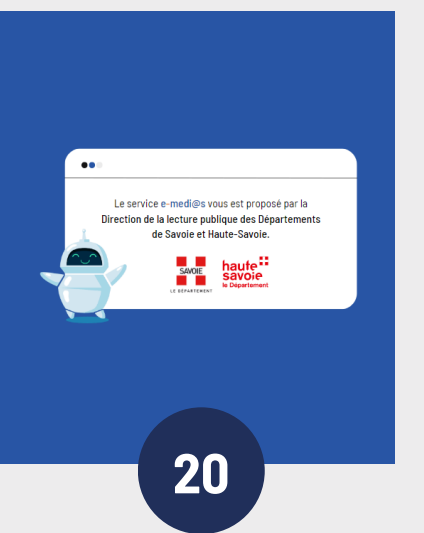 Le service e-medi@s vous est proposé par la
Direction de la lecture publique des Départements
de Savoie et Haute-Savoie.
SAVOIE
LE DÉPARTEMENT
haute
savoie
le Département
20